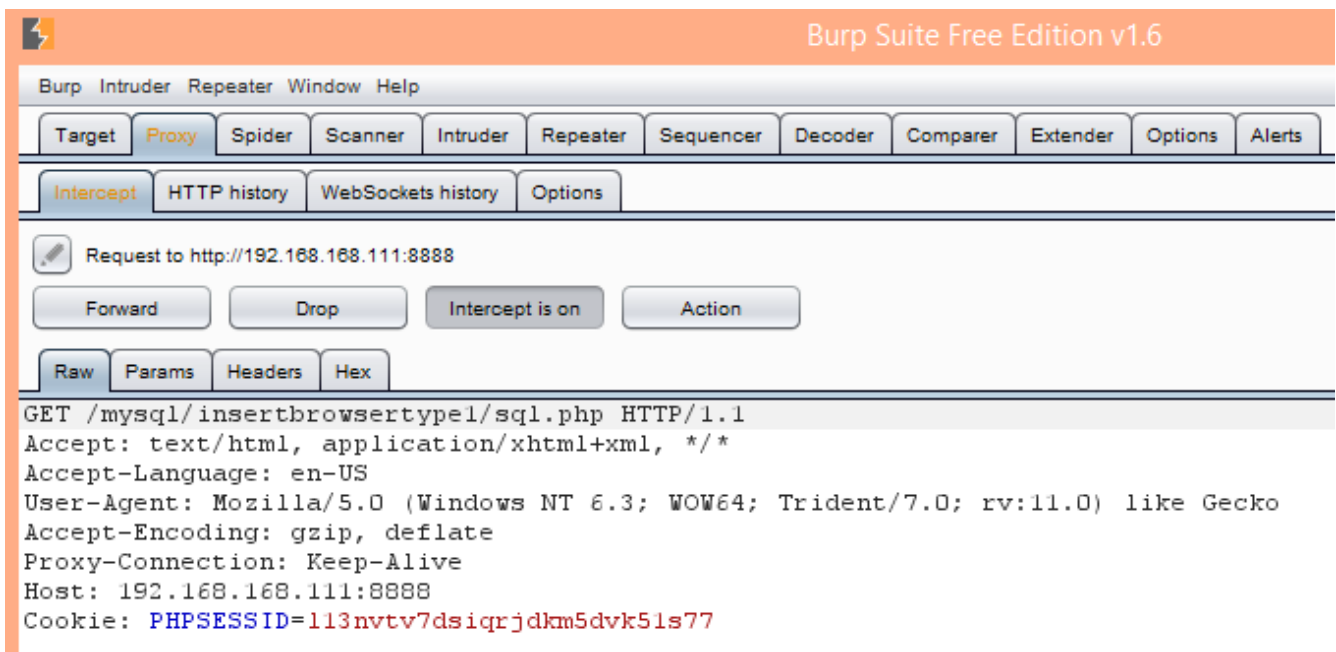 Burp Suite Free Edition v1.6
Burp Intruder Repeater Window Help
Target Proxy Spider Scanner Intruder Repeater Sequencer Decoder Comparer Extender Options Alerts
Intercept HTTP history WebSockets history Options
Request to http://192.168.168.111:8888
Forward Drop Intercept is on Action
Raw Params Headers Hex
GET /mysql/insertbrowsertype1/sql.php HTTP/1.1
Accept: text/html, application/xhtml+xml, */*
Accept-Language: en-US
User-Agent: Mozilla/5.0 (Windows NT 6.3; WOW64; Trident/7.0; rv:11.0) like Gecko
Accept-Encoding: gzip, deflate
Proxy-Connection: Keep-Alive
Host: 192.168.168.111:8888
Cookie: PHPSESSID=l13nvtv7dsiqrjdkm5dvk51s77